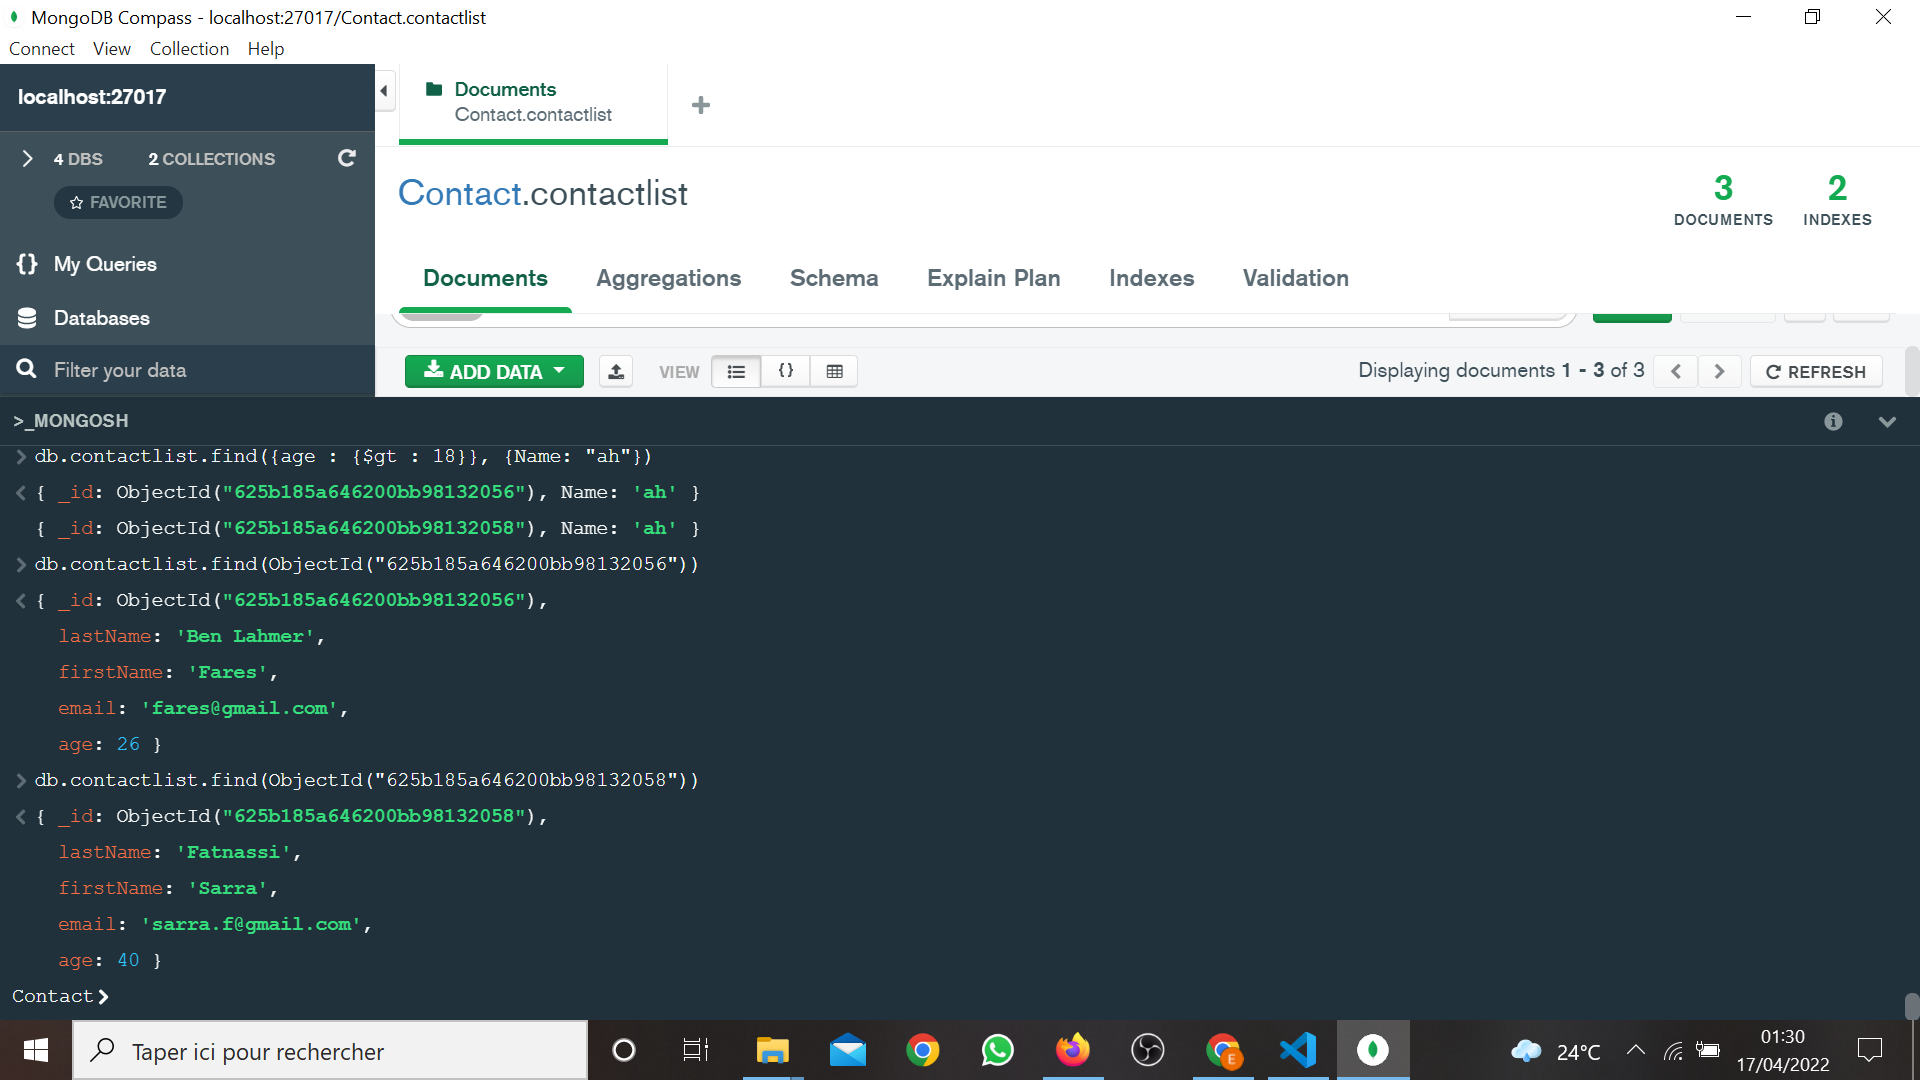 MongoDB Compass - localhost:27017/Contact.contactlist
Connect View Collection Help
localhost:27017
Documents
Contact.contactlist
4 DBS 2 COLLECTIONS
FAVORITE
Contact.contactlist
3
DOCUMENTS
2
INDEXES
My Queries
Databases
Filter your data
Documents Aggregations Schema Explain Plan Indexes Validation
ADD DATA VIEW {} Displaying documents 1 - 3 of 3 REFRESH
>_MONGOSH
> db.contactlist.find({age : {$gt : 18}}, {Name: "ah"})
< { _id: ObjectId("625b185a646200bb98132056"), Name: 'ah' }
{ _id: ObjectId("625b185a646200bb98132058"), Name: 'ah' }
> db.contactlist.find(ObjectId("625b185a646200bb98132056"))
< { _id: ObjectId("625b185a646200bb98132056"),
lastName: 'Ben Lahmer',
firstName: 'Fares',
email: 'fares@gmail.com',
age: 26 }
> db.contactlist.find(ObjectId("625b185a646200bb98132058"))
< { _id: ObjectId("625b185a646200bb98132058"),
lastName: 'Fatnassi',
firstName: 'Sarra',
email: 'sarra.f@gmail.com',
age: 40 }
Contact>
Taper ici pour rechercher
E
24°C
01:30
17/04/2022